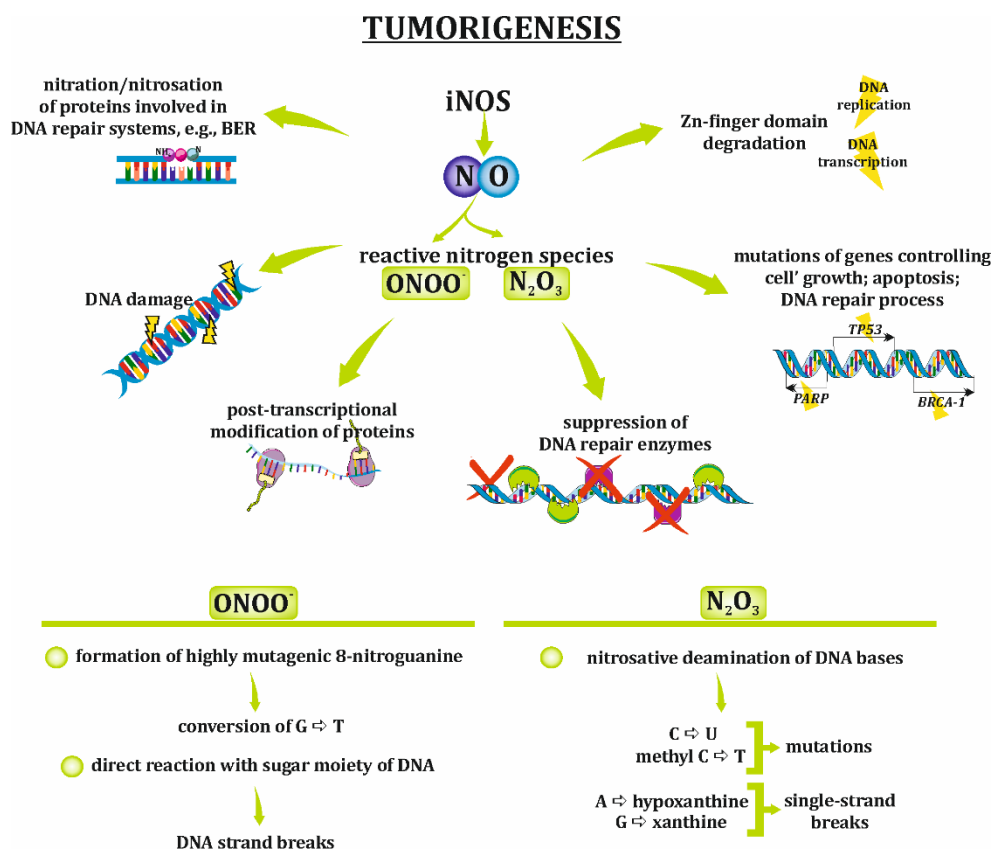 TUMORIGENESIS
nitration/nitrosation
of proteins involved in
DNA repair systems, e.g., BER
NH
N
iNOS
N O
Zn-finger domain
degradation
DNA
replication
DNA
transcription
reactive nitrogen species
ONOO⁻
N₂O₃
DNA damage
mutations of genes controlling
cell' growth; apoptosis;
DNA repair process
TP53
PARP
BRCA-1
post-transcriptional
modification of proteins
suppression of
DNA repair enzymes
ONOO⁻
formation of highly mutagenic 8-nitroguanine
conversion of G ⇨ T
direct reaction with sugar moiety of DNA
DNA strand breaks
N₂O₃
nitrosative deamination of DNA bases
C ⇨ U
methyl C ⇨ T
mutations
A ⇨ hypoxanthine
G ⇨ xanthine
single-strand
breaks